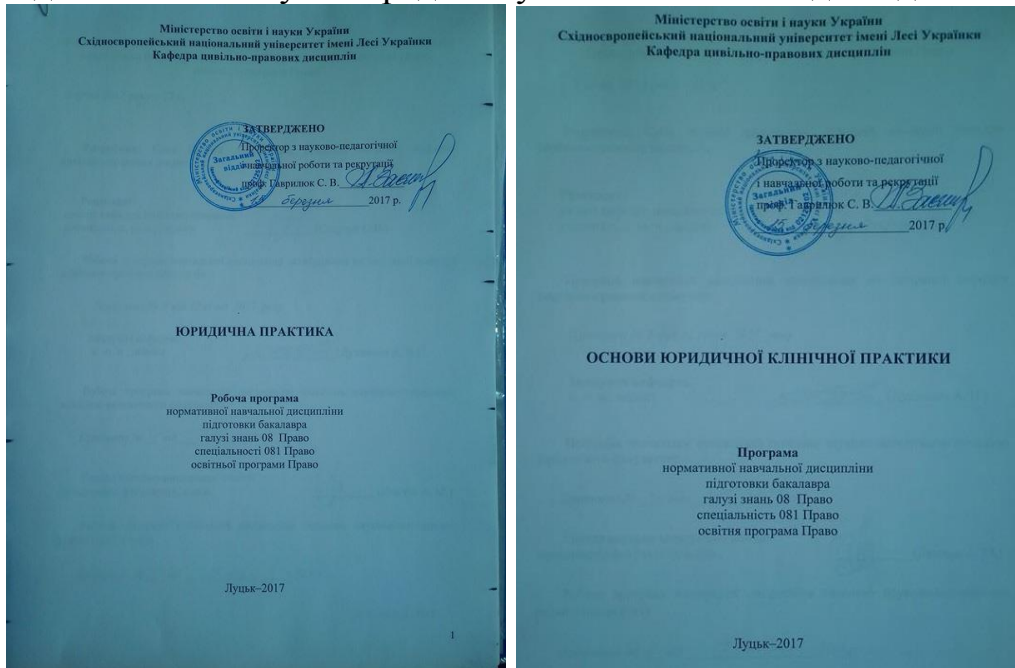 Міністерство освіти і науки України
Східноєвропейський національний університет імені Лесі Українки
Кафедра цивільно-правових дисциплін
ЗАТВЕРДЖЕНО
Проректор з науково-педагогічної
і навчальної роботи та рекрутації
проф. Гаврилюк С. В.
березня 2017 р.
Загальний
відділ
ЮРИДИЧНА ПРАКТИКА
Робоча програма
нормативної навчальної дисципліни
підготовки бакалавра
галузі знань 08 Право
спеціальності 081 Право
освітньої програми Право
Луцьк–2017
1
Міністерство освіти і науки України
Східноєвропейський національний університет імені Лесі Українки
Кафедра цивільно-правових дисциплін
ЗАТВЕРДЖЕНО
Проректор з науково-педагогічної
і навчальної роботи та рекрутації
проф. Гаврилюк С. В.
15 березня 2017 р.
Загальний
відділ
ОСНОВИ ЮРИДИЧНОЇ КЛІНІЧНОЇ ПРАКТИКИ
Програма
нормативної навчальної дисципліни
підготовки бакалавра
галузі знань 08 Право
спеціальність 081 Право
освітня програма Право
Луцьк–2017